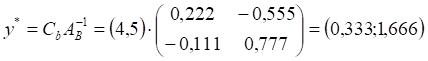 y* = C_b A_B^{-1} = (4,5) · ( 0,222 -0,555
-0,111 0,777 ) = (0,333;1,666)